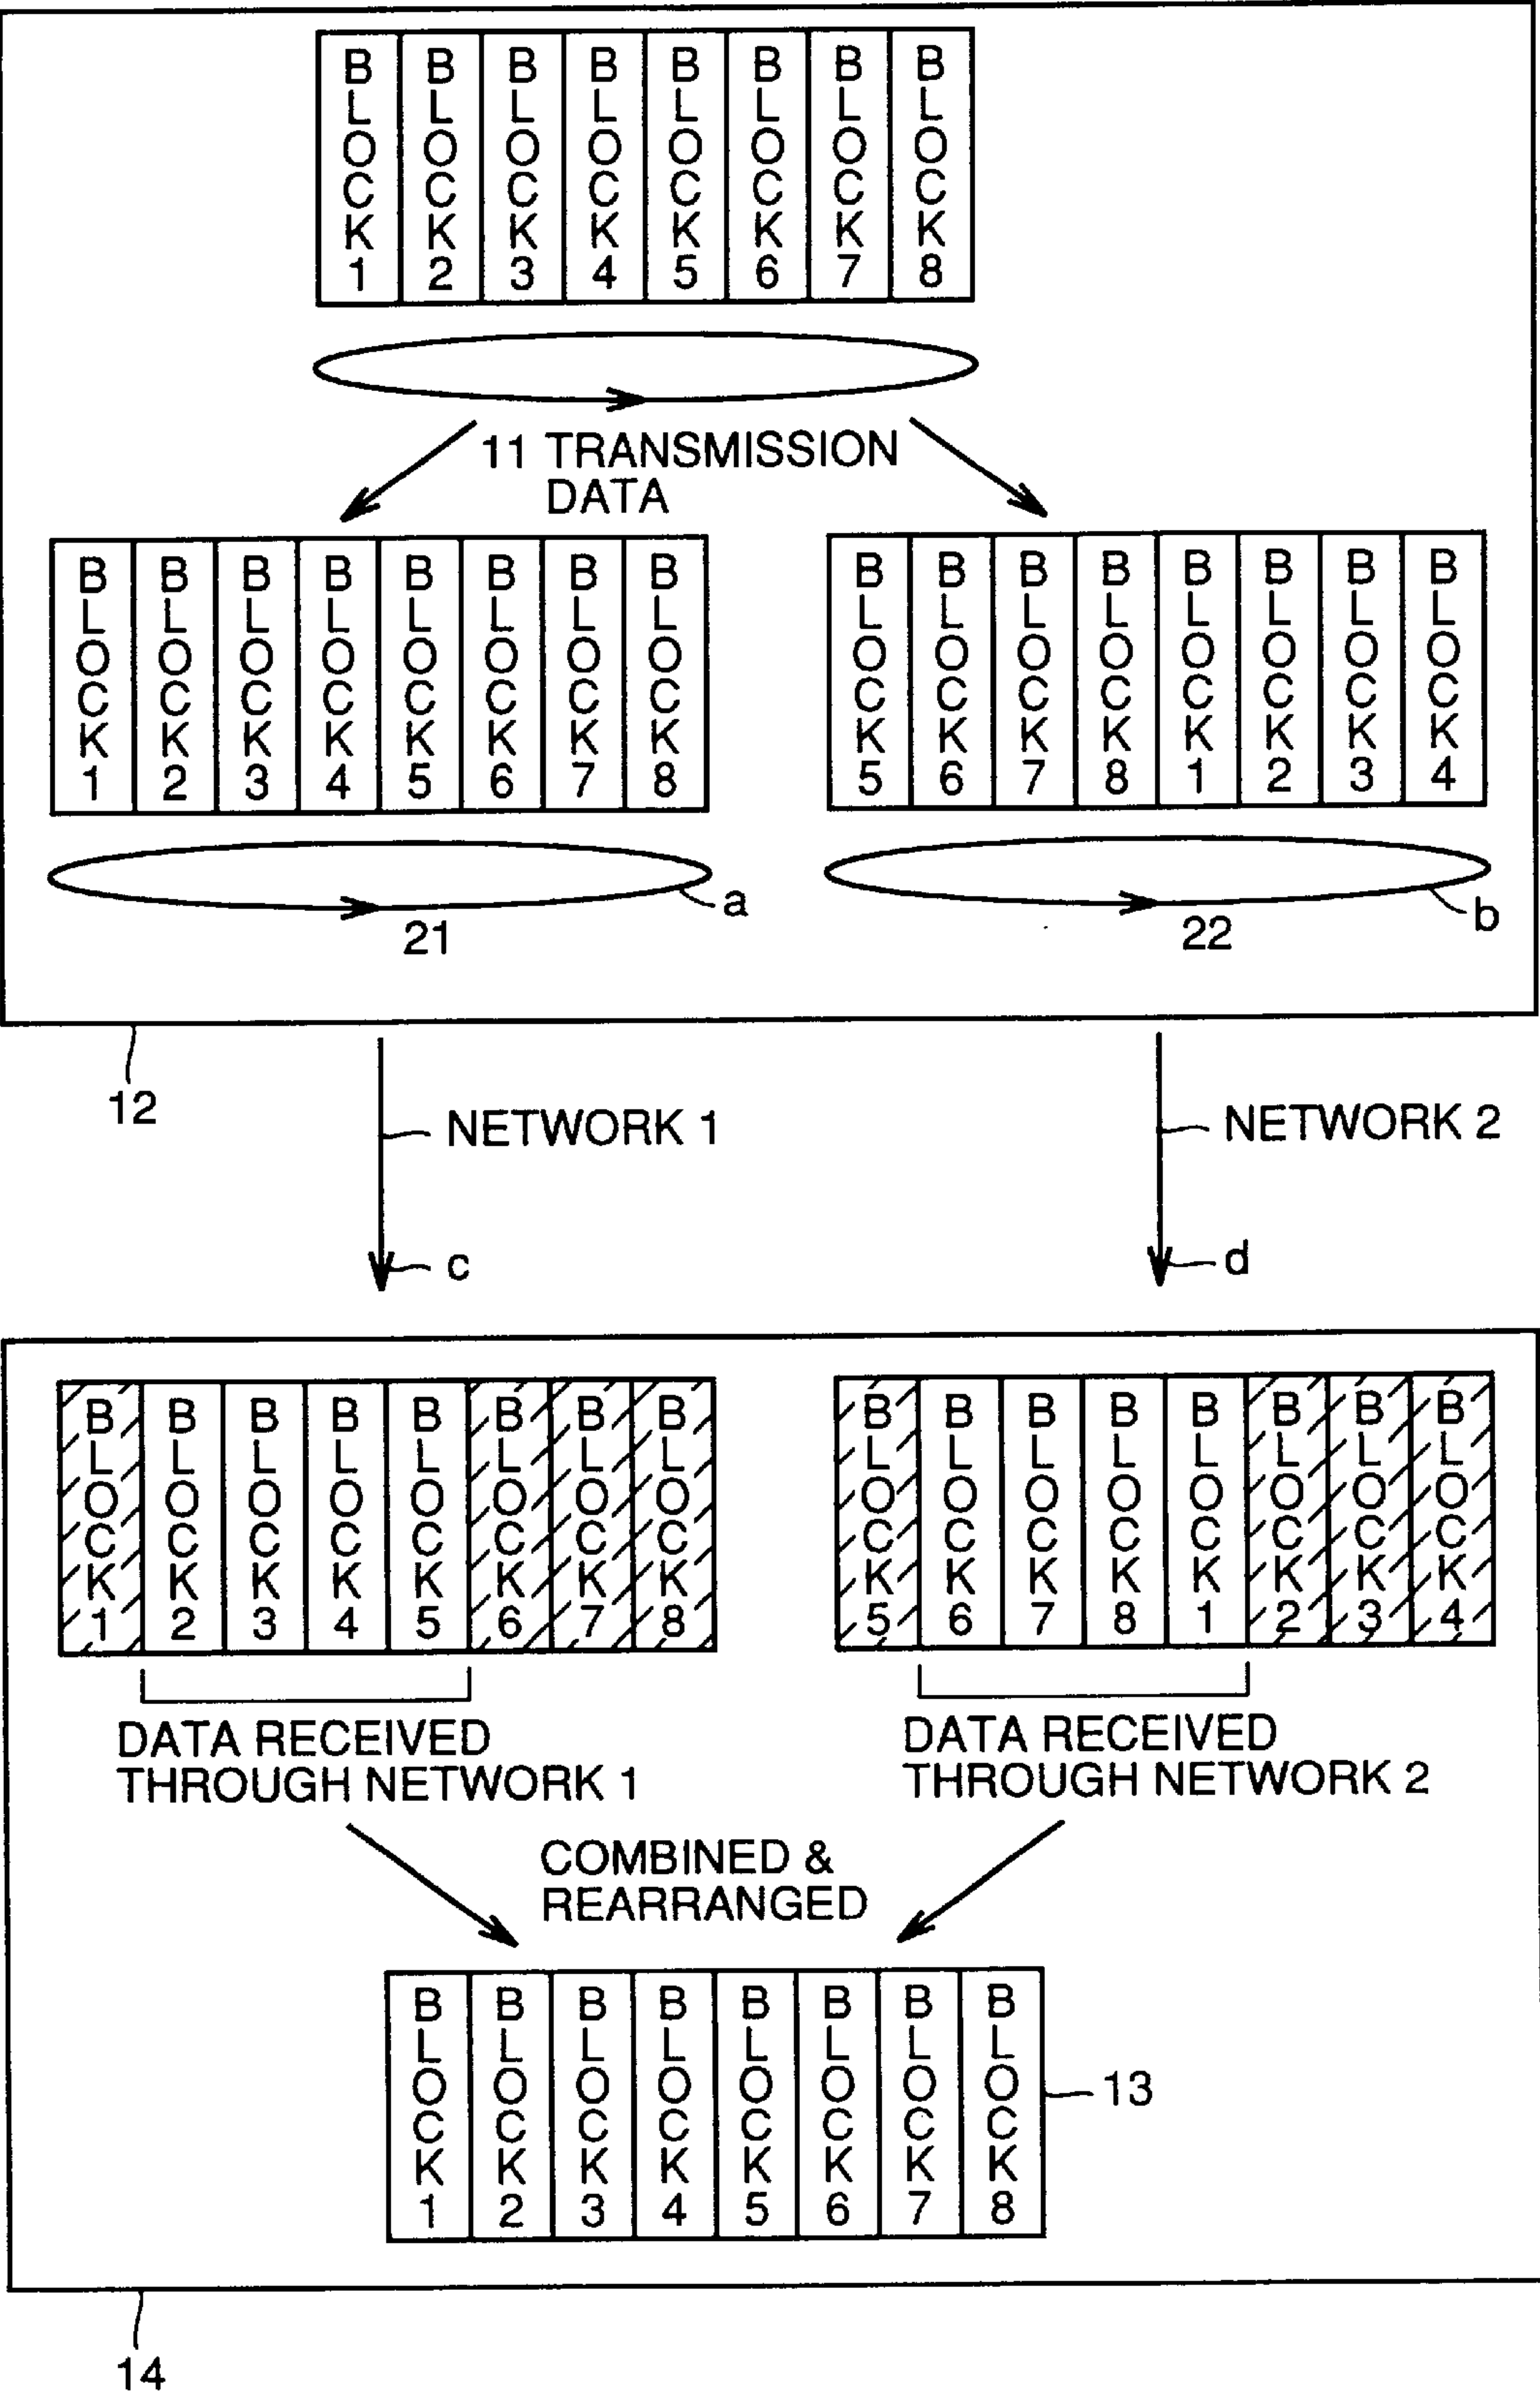 BLOCK1 BLOCK2 BLOCK3 BLOCK4 BLOCK5 BLOCK6 BLOCK7 BLOCK8
11 TRANSMISSION
DATA
BLOCK1 BLOCK2 BLOCK3 BLOCK4 BLOCK5 BLOCK6 BLOCK7 BLOCK8
BLOCK5 BLOCK6 BLOCK7 BLOCK8 BLOCK1 BLOCK2 BLOCK3 BLOCK4
a
21
b
22
12
NETWORK 1
NETWORK 2
c
d
BLOCK1 BLOCK2 BLOCK3 BLOCK4 BLOCK5 BLOCK6 BLOCK7 BLOCK8
BLOCK5 BLOCK6 BLOCK7 BLOCK8 BLOCK1 BLOCK2 BLOCK3 BLOCK4
DATA RECEIVED
THROUGH NETWORK 1
DATA RECEIVED
THROUGH NETWORK 2
COMBINED &
REARRANGED
BLOCK1 BLOCK2 BLOCK3 BLOCK4 BLOCK5 BLOCK6 BLOCK7 BLOCK8
13
14